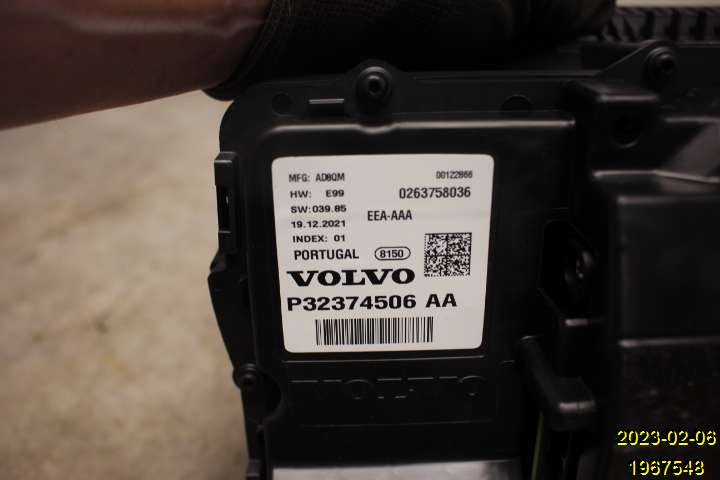 MFG: AD8QM 00122866
HW: E99 0263758036
SW: 039.85 EEA-AAA
19.12.2021
INDEX: 01
PORTUGAL 8150
VOLVO
P32374506 AA
VOLVO
2023-02-06
1967548